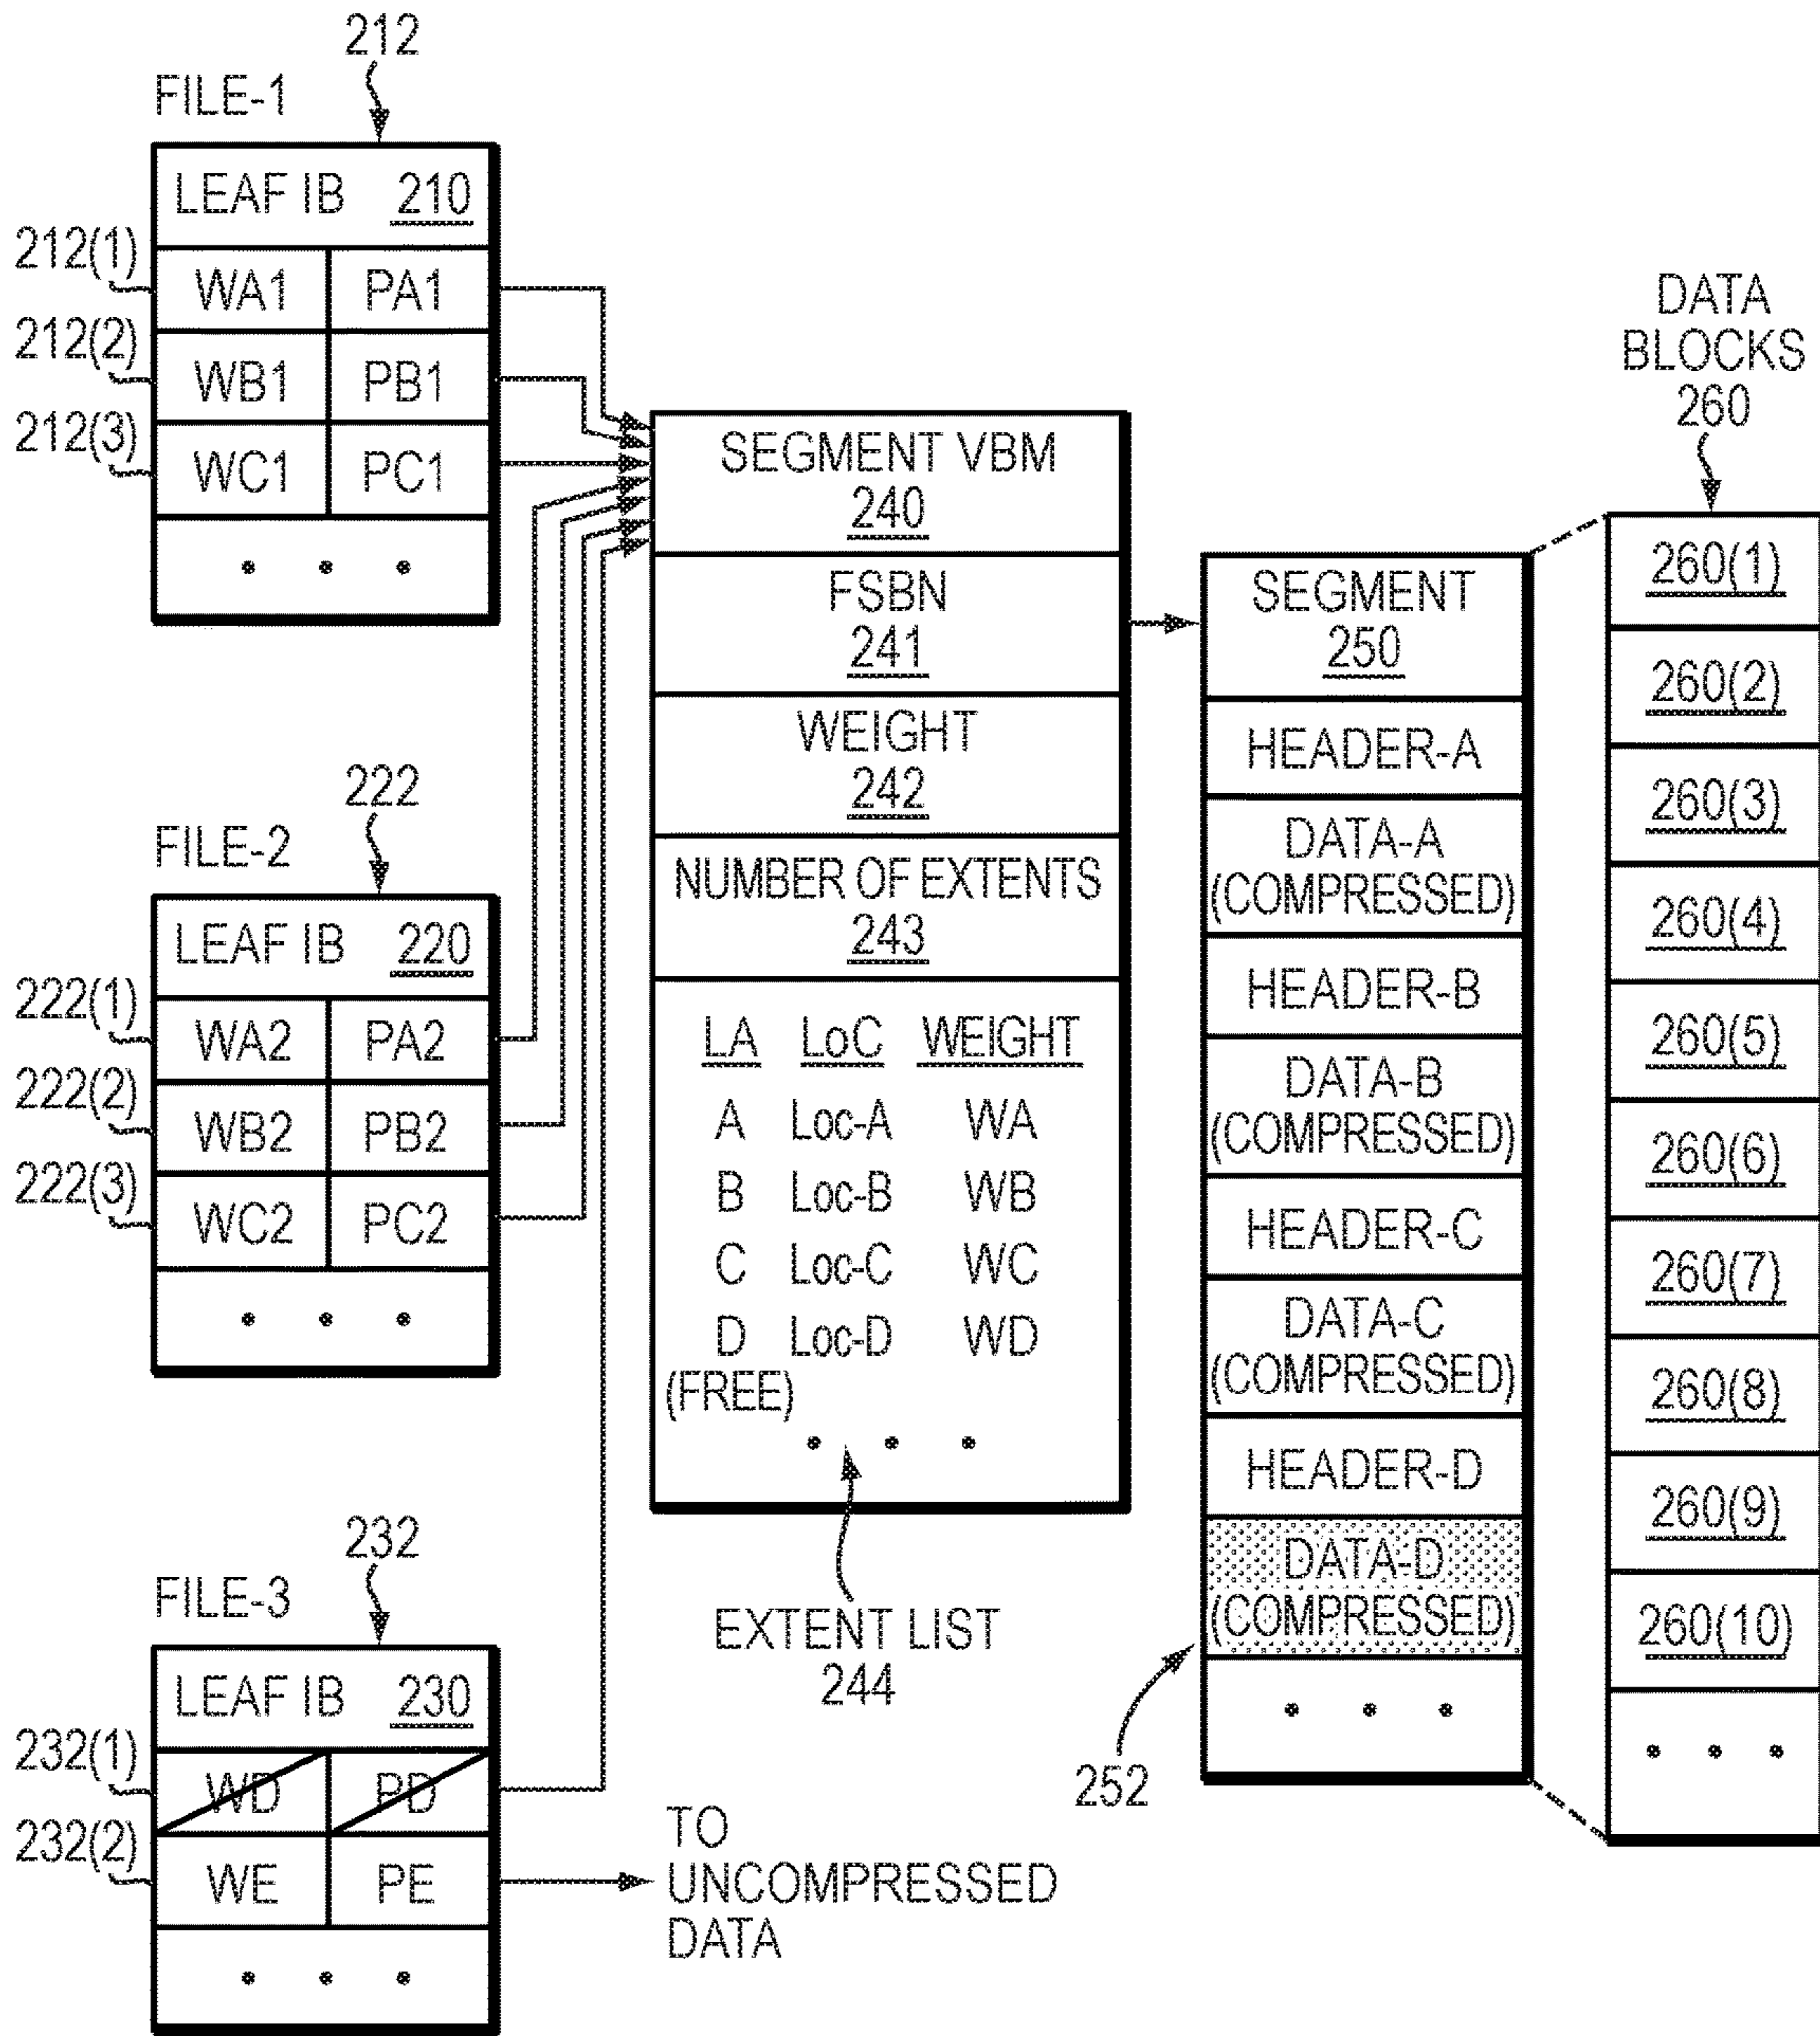 212
FILE-1
LEAF IB 210
212(1)
WA1 PA1
212(2)
WB1 PB1
212(3)
WC1 PC1
• • •
222
FILE-2
LEAF IB 220
222(1)
WA2 PA2
222(2)
WB2 PB2
222(3)
WC2 PC2
• • •
232
FILE-3
LEAF IB 230
232(1)
WD PD
232(2)
WE PE
• • •
TO
UNCOMPRESSED
DATA
SEGMENT VBM
240
FSBN
241
WEIGHT
242
NUMBER OF EXTENTS
243
LA LoC WEIGHT
A Loc-A WA
B Loc-B WB
C Loc-C WC
D Loc-D WD
(FREE)
• • •
EXTENT LIST
244
SEGMENT
250
HEADER-A
DATA-A
(COMPRESSED)
HEADER-B
DATA-B
(COMPRESSED)
HEADER-C
DATA-C
(COMPRESSED)
HEADER-D
DATA-D
(COMPRESSED)
• • •
252
DATA
BLOCKS
260
260(1)
260(2)
260(3)
260(4)
260(5)
260(6)
260(7)
260(8)
260(9)
260(10)
• • •